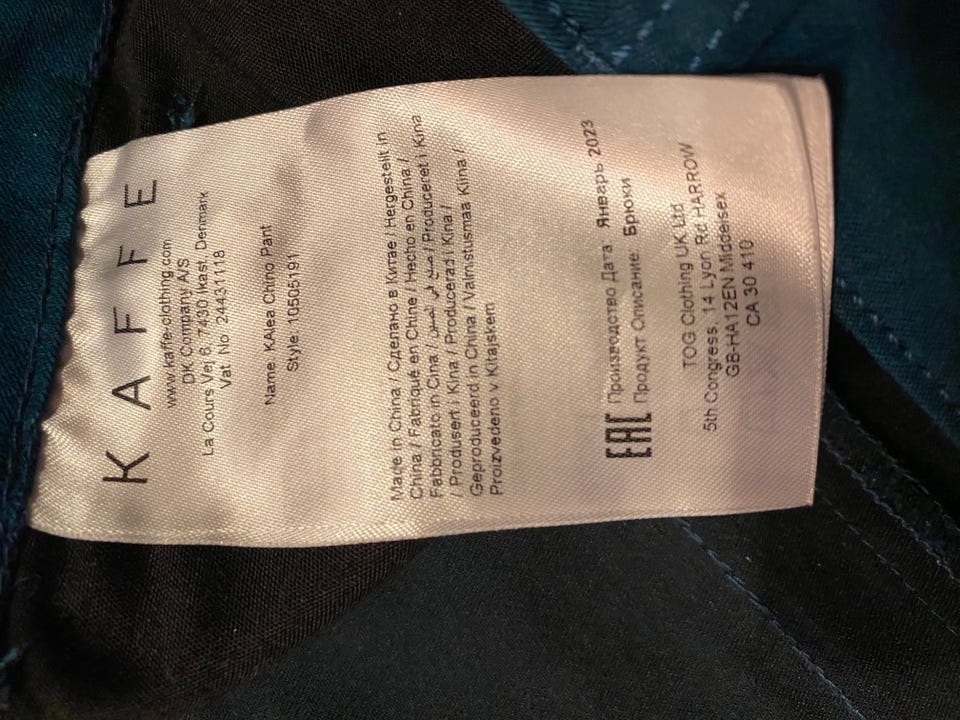 KAFFE
www.kaffe-clothing.com
DK Company A/S
La Cours Vej 6, 7430 Ikast, Denmark
Vat. No. 24431118
Name: KAlea Chino Pant
Style: 10505191
Made in China / Сделано в Китае / Hergestellt in
China / Fabriqué en Chine / Hecho en China /
Fabbricato in Cina / صنع في الصين / Produceret i Kina
/ Produsert i Kina / Producerad i Kina /
Geproduceerd in China / Valmistusmaa Kiina /
Proizvedeno v Kitajskem
EAC Производство Дата: Январь 2023
Продукт Описание: Брюки
TOG Clothing UK Ltd
5th Congress, 14 Lyon Rd HARROW
GB-HA12EN Middelsex
CA 30 410